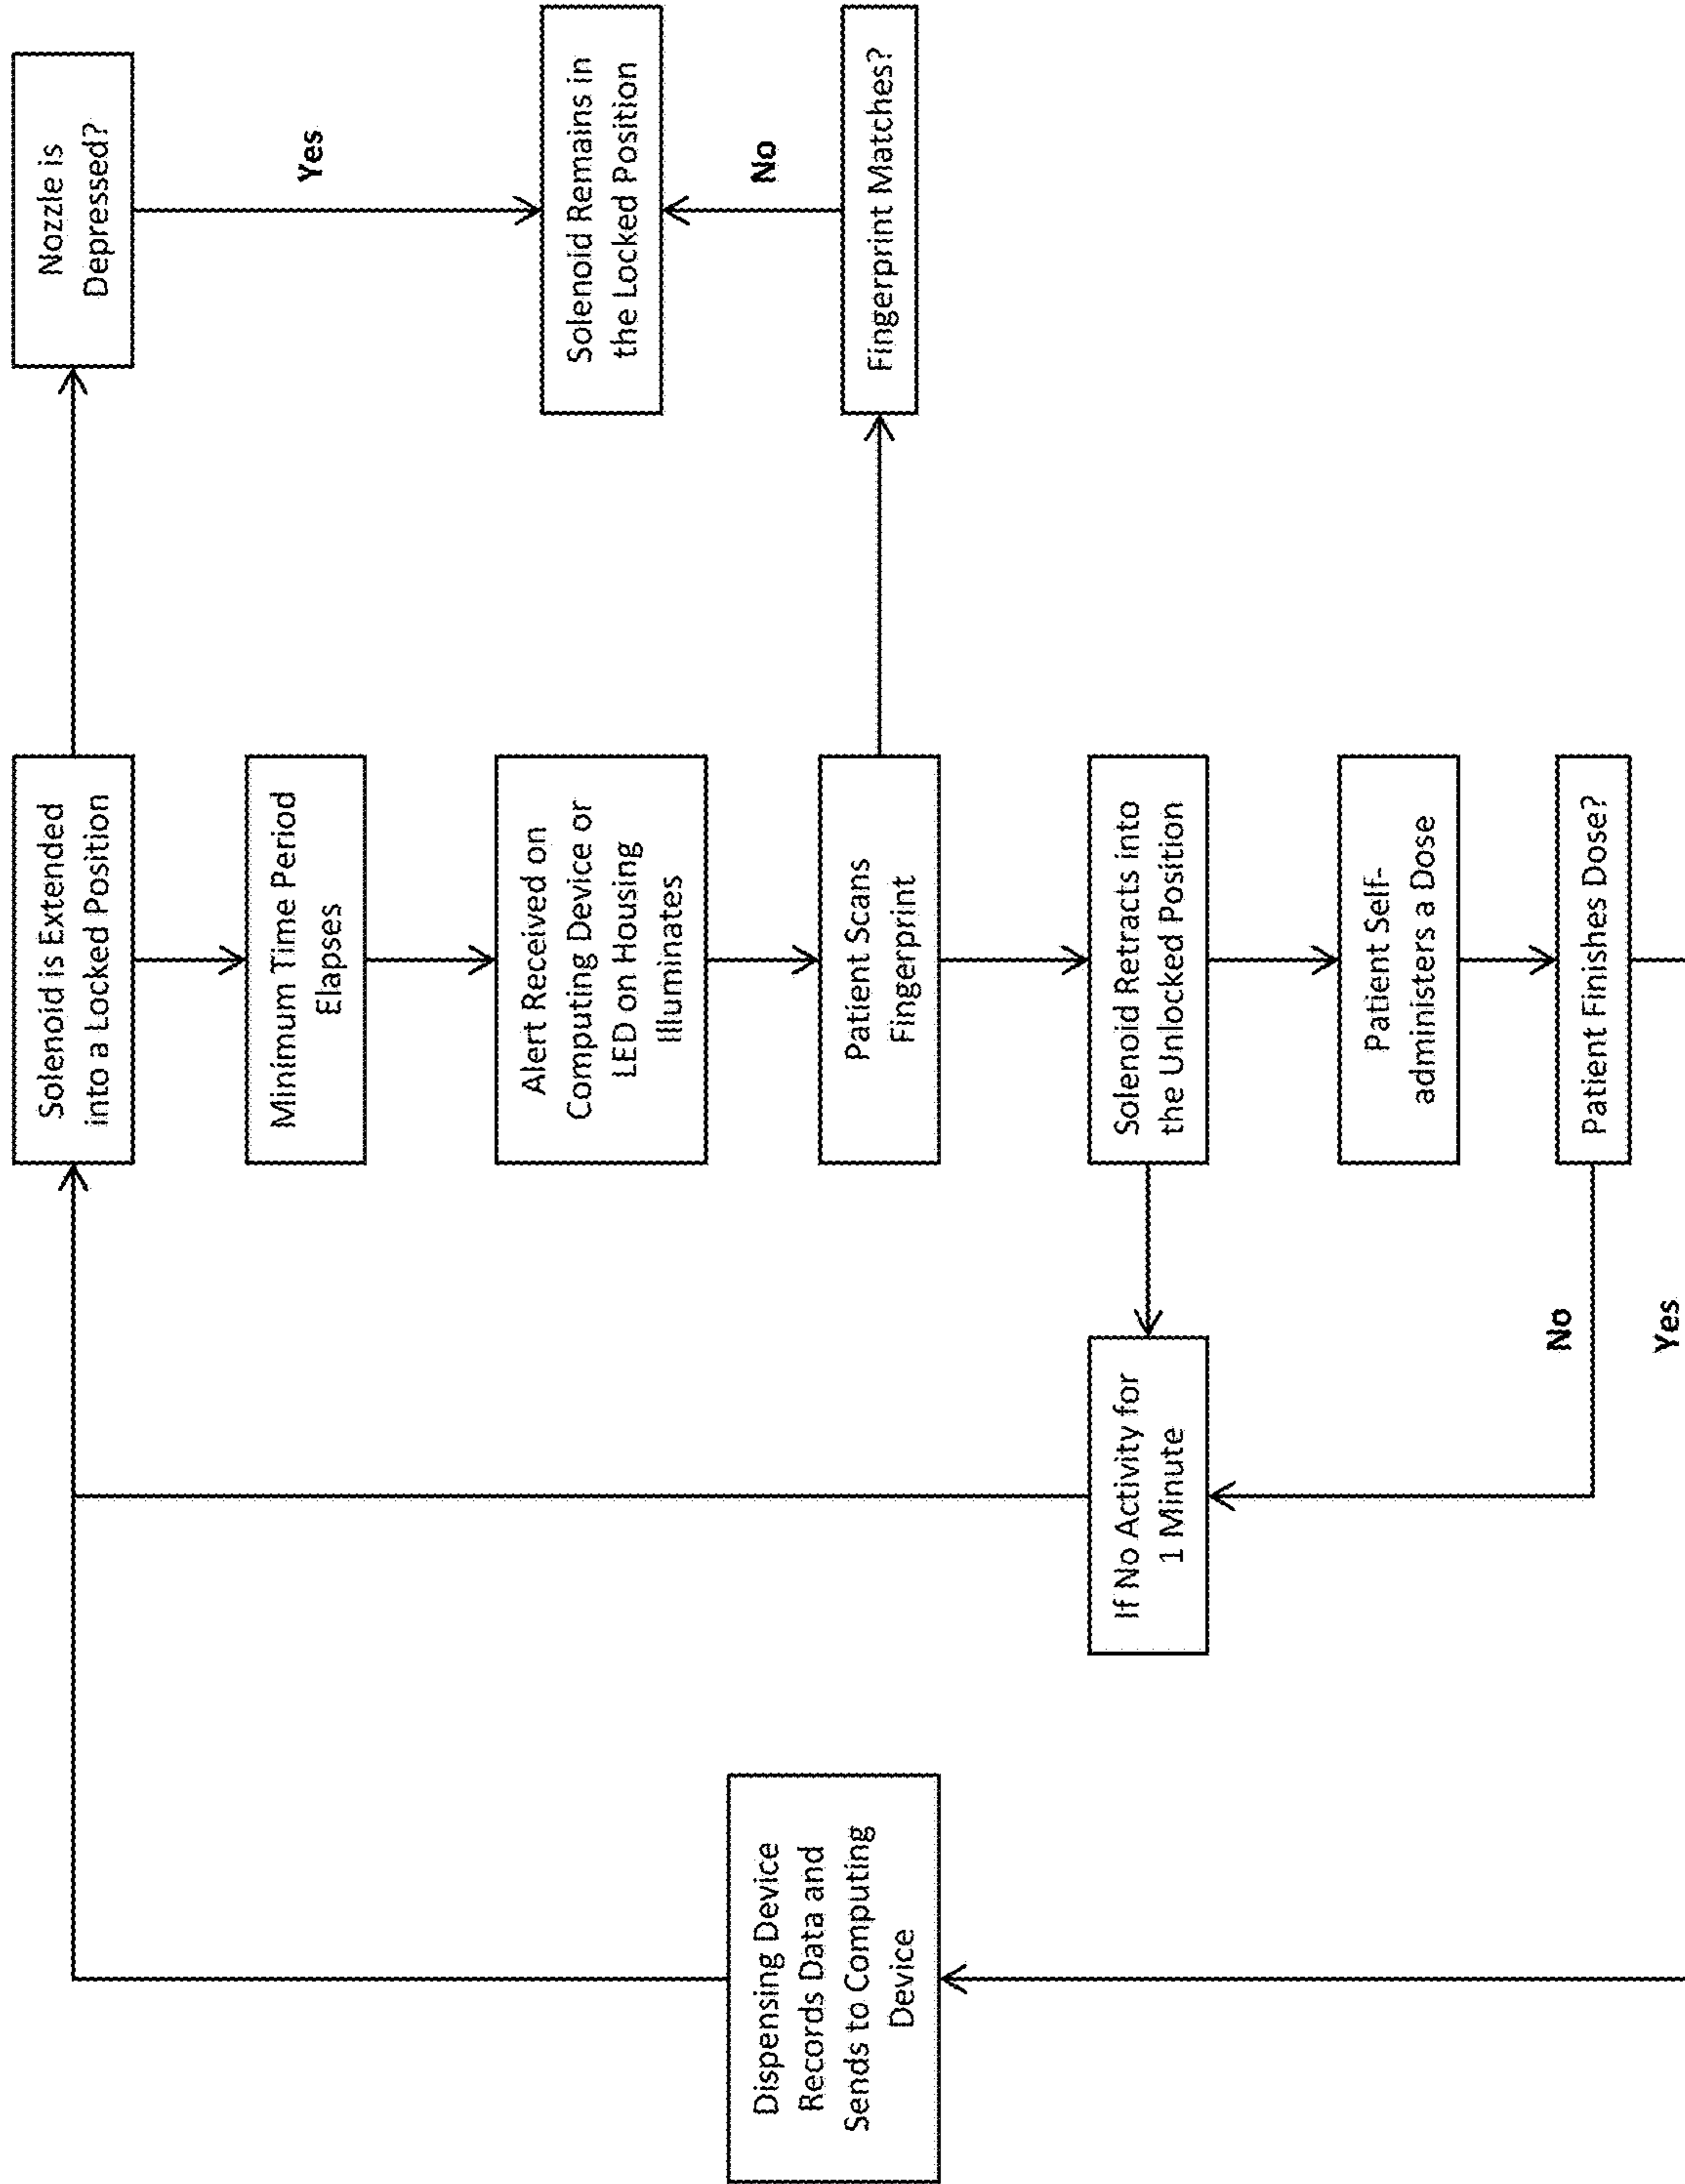 Solenoid is Extended
into a Locked Position
Nozzle is
Depressed?
Yes
Minimum Time Period
Elapses
Alert Received on
Computing Device or
LED on Housing
Illuminates
Solenoid Remains in
the Locked Position
No
Patient Scans
Fingerprint
Fingerprint Matches?
Dispensing Device
Records Data and
Sends to Computing
Device
If No Activity for
1 Minute
Solenoid Retracts into
the Unlocked Position
Patient Self-
administers a Dose
No
Patient Finishes Dose?
Yes